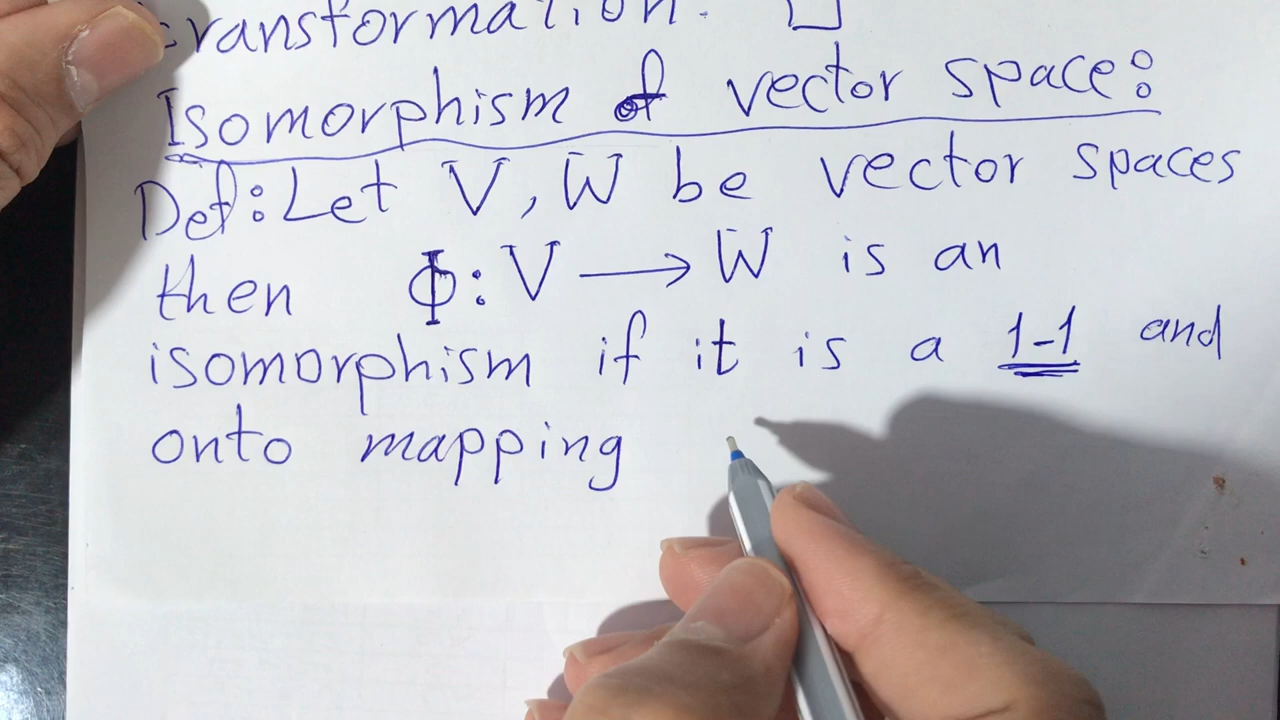 transformation. □
Isomorphism of vector space:
Def: Let V, W be vector spaces
then Φ: V ⟶ W is an
isomorphism if it is a 1-1 and
onto mapping